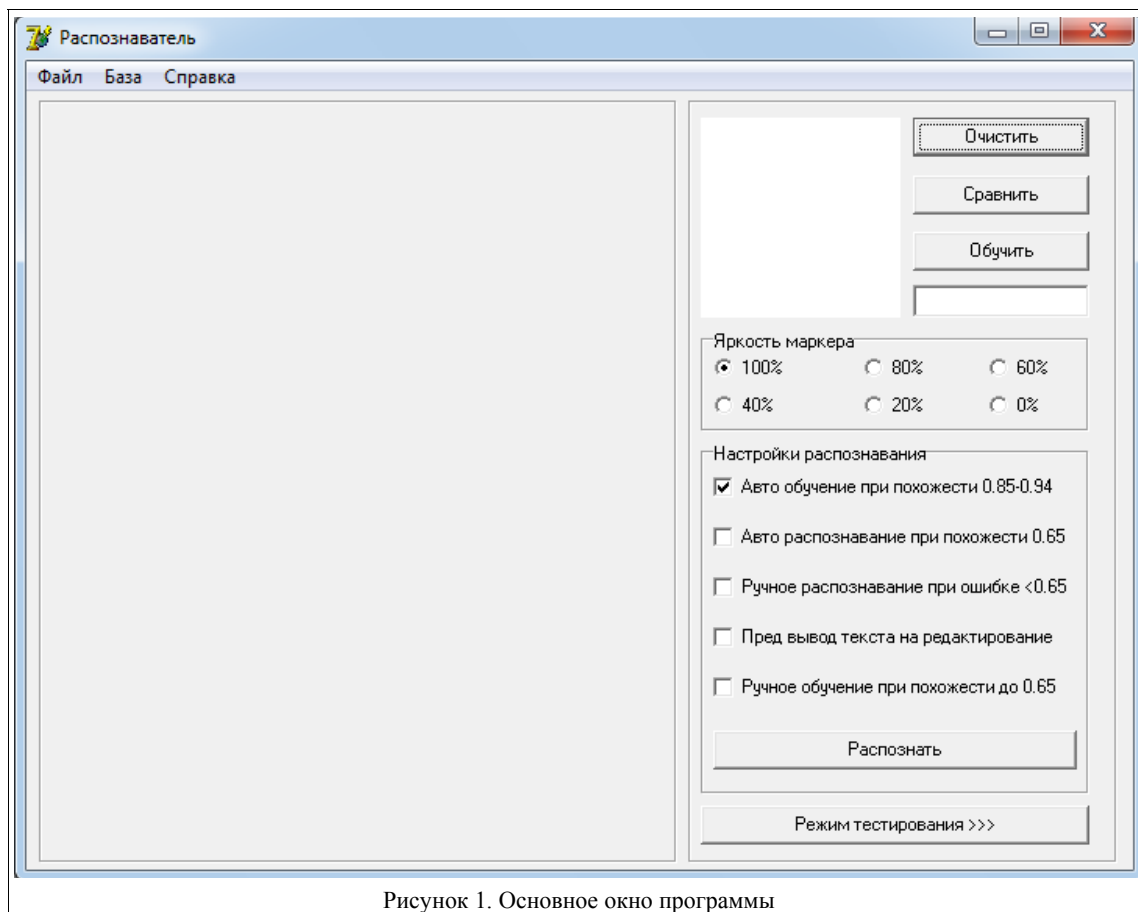 Распознаватель
Файл База Справка
Очистить
Сравнить
Обучить
Яркость маркера
100% 80% 60%
40% 20% 0%
Настройки распознавания
Авто обучение при похожести 0.85-0.94
Авто распознавание при похожести 0.65
Ручное распознавание при ошибке <0.65
Пред вывод текста на редактирование
Ручное обучение при похожести до 0.65
Распознать
Режим тестирования >>>
Рисунок 1. Основное окно программы